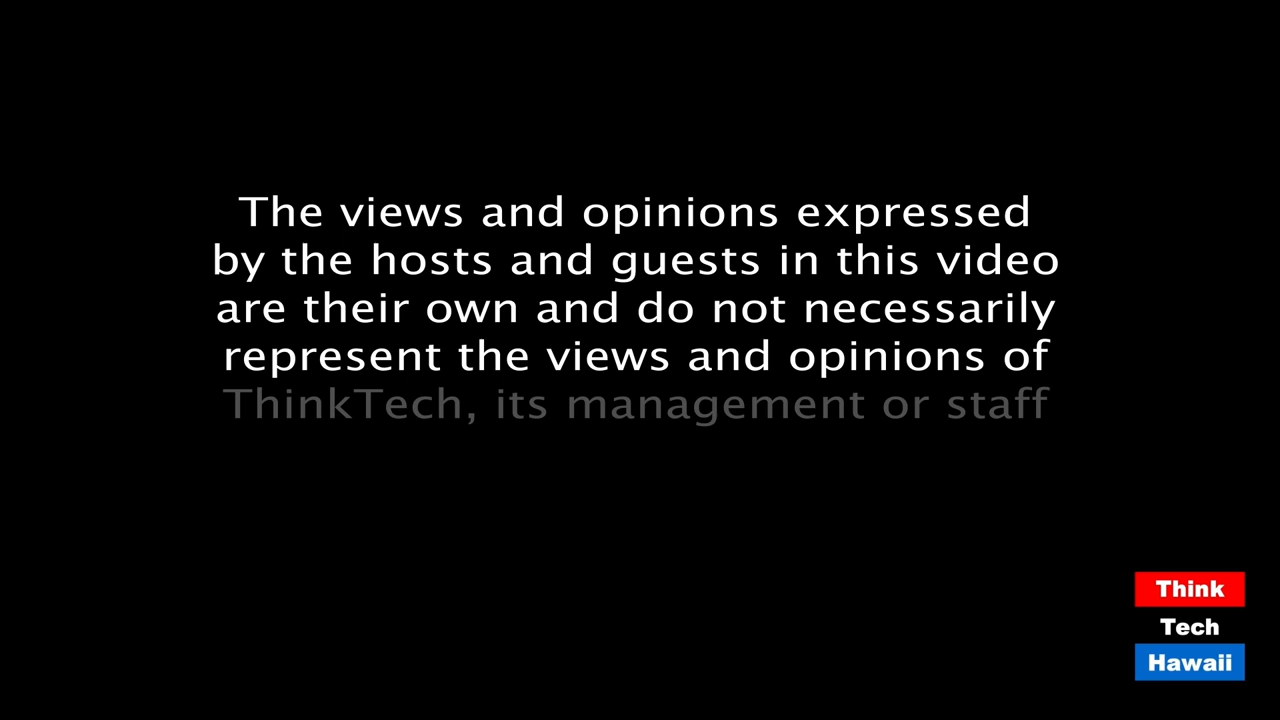 The views and opinions expressed
by the hosts and guests in this video
are their own and do not necessarily
represent the views and opinions of
ThinkTech, its management or staff
Think
Tech
Hawaii